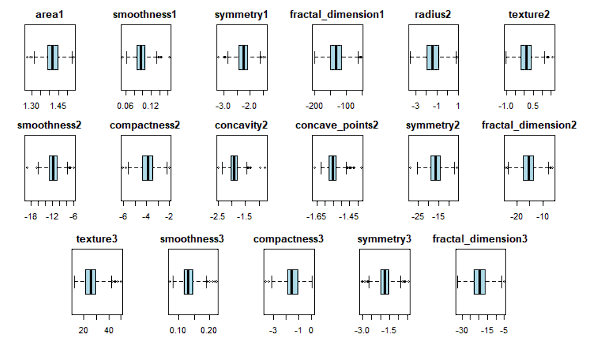 area1 smoothness1 symmetry1 fractal_dimension1 radius2 texture2
1.30 1.45 0.06 0.12 -3.0 -2.0 -200 -100 -3 -1 1 -1.0 0.5
smoothness2 compactness2 concavity2 concave_points2 symmetry2 fractal_dimension2
-18 -12 -6 -6 -4 -2 -2.5 -1.5 -1.65 -1.45 -25 -15 -20 -10
texture3 smoothness3 compactness3 symmetry3 fractal_dimension3
20 40 0.10 0.20 -3 -1 0 -3.0 -1.5 -30 -15 -5